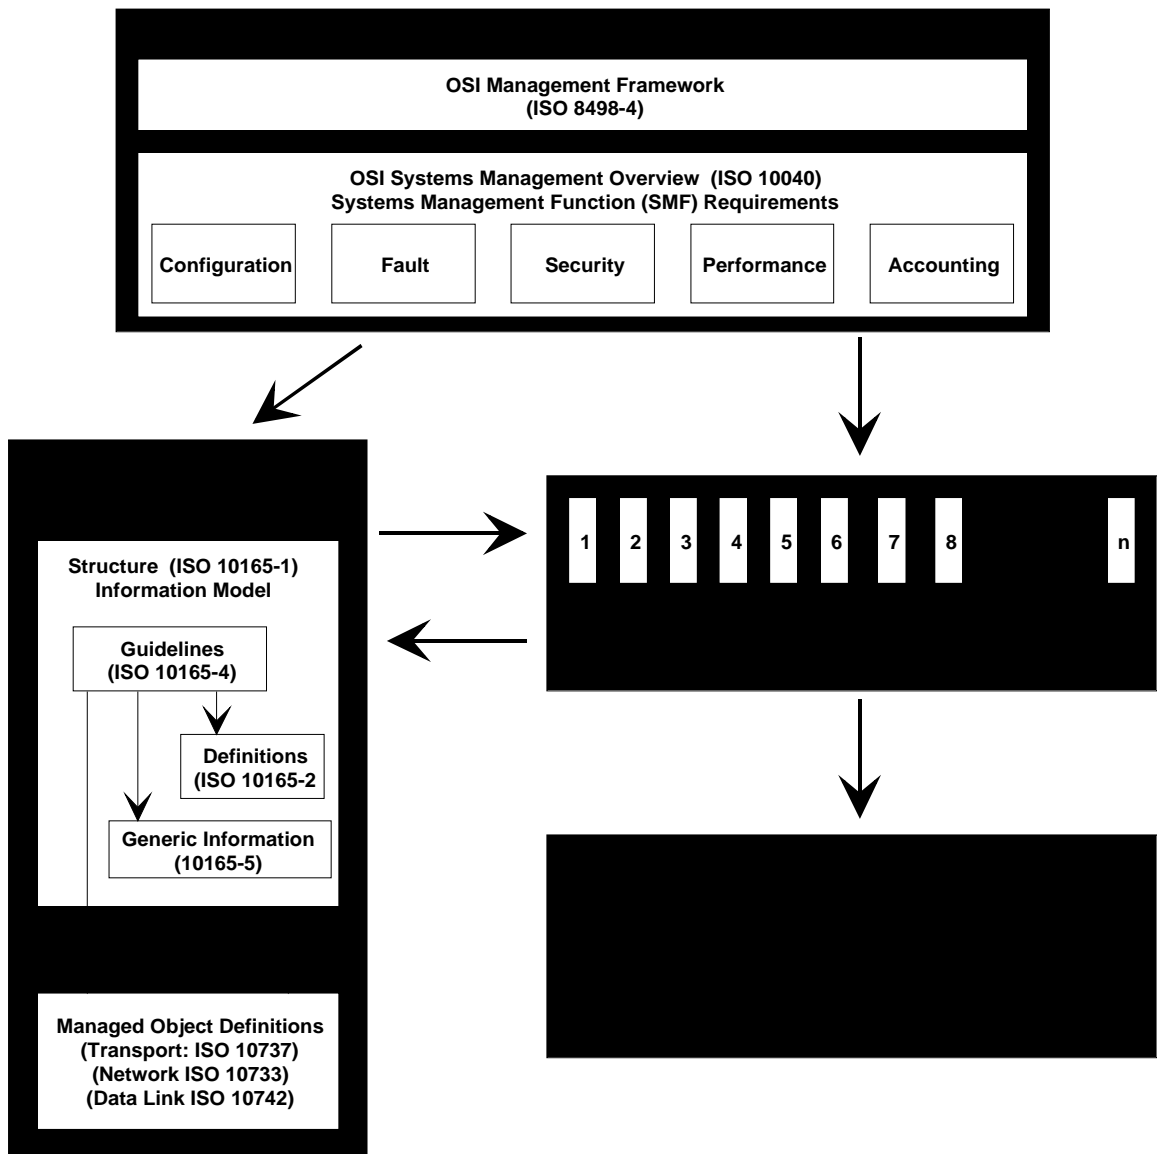 OSI Management Framework
(ISO 8498-4)
OSI Systems Management Overview (ISO 10040)
Systems Management Function (SMF) Requirements
Configuration
Fault
Security
Performance
Accounting
1
2
3
4
5
6
7
8
n
Structure (ISO 10165-1)
Information Model
Guidelines
(ISO 10165-4)
Definitions
(ISO 10165-2
Generic Information
(10165-5)
Managed Object Definitions
(Transport: ISO 10737)
(Network ISO 10733)
(Data Link ISO 10742)